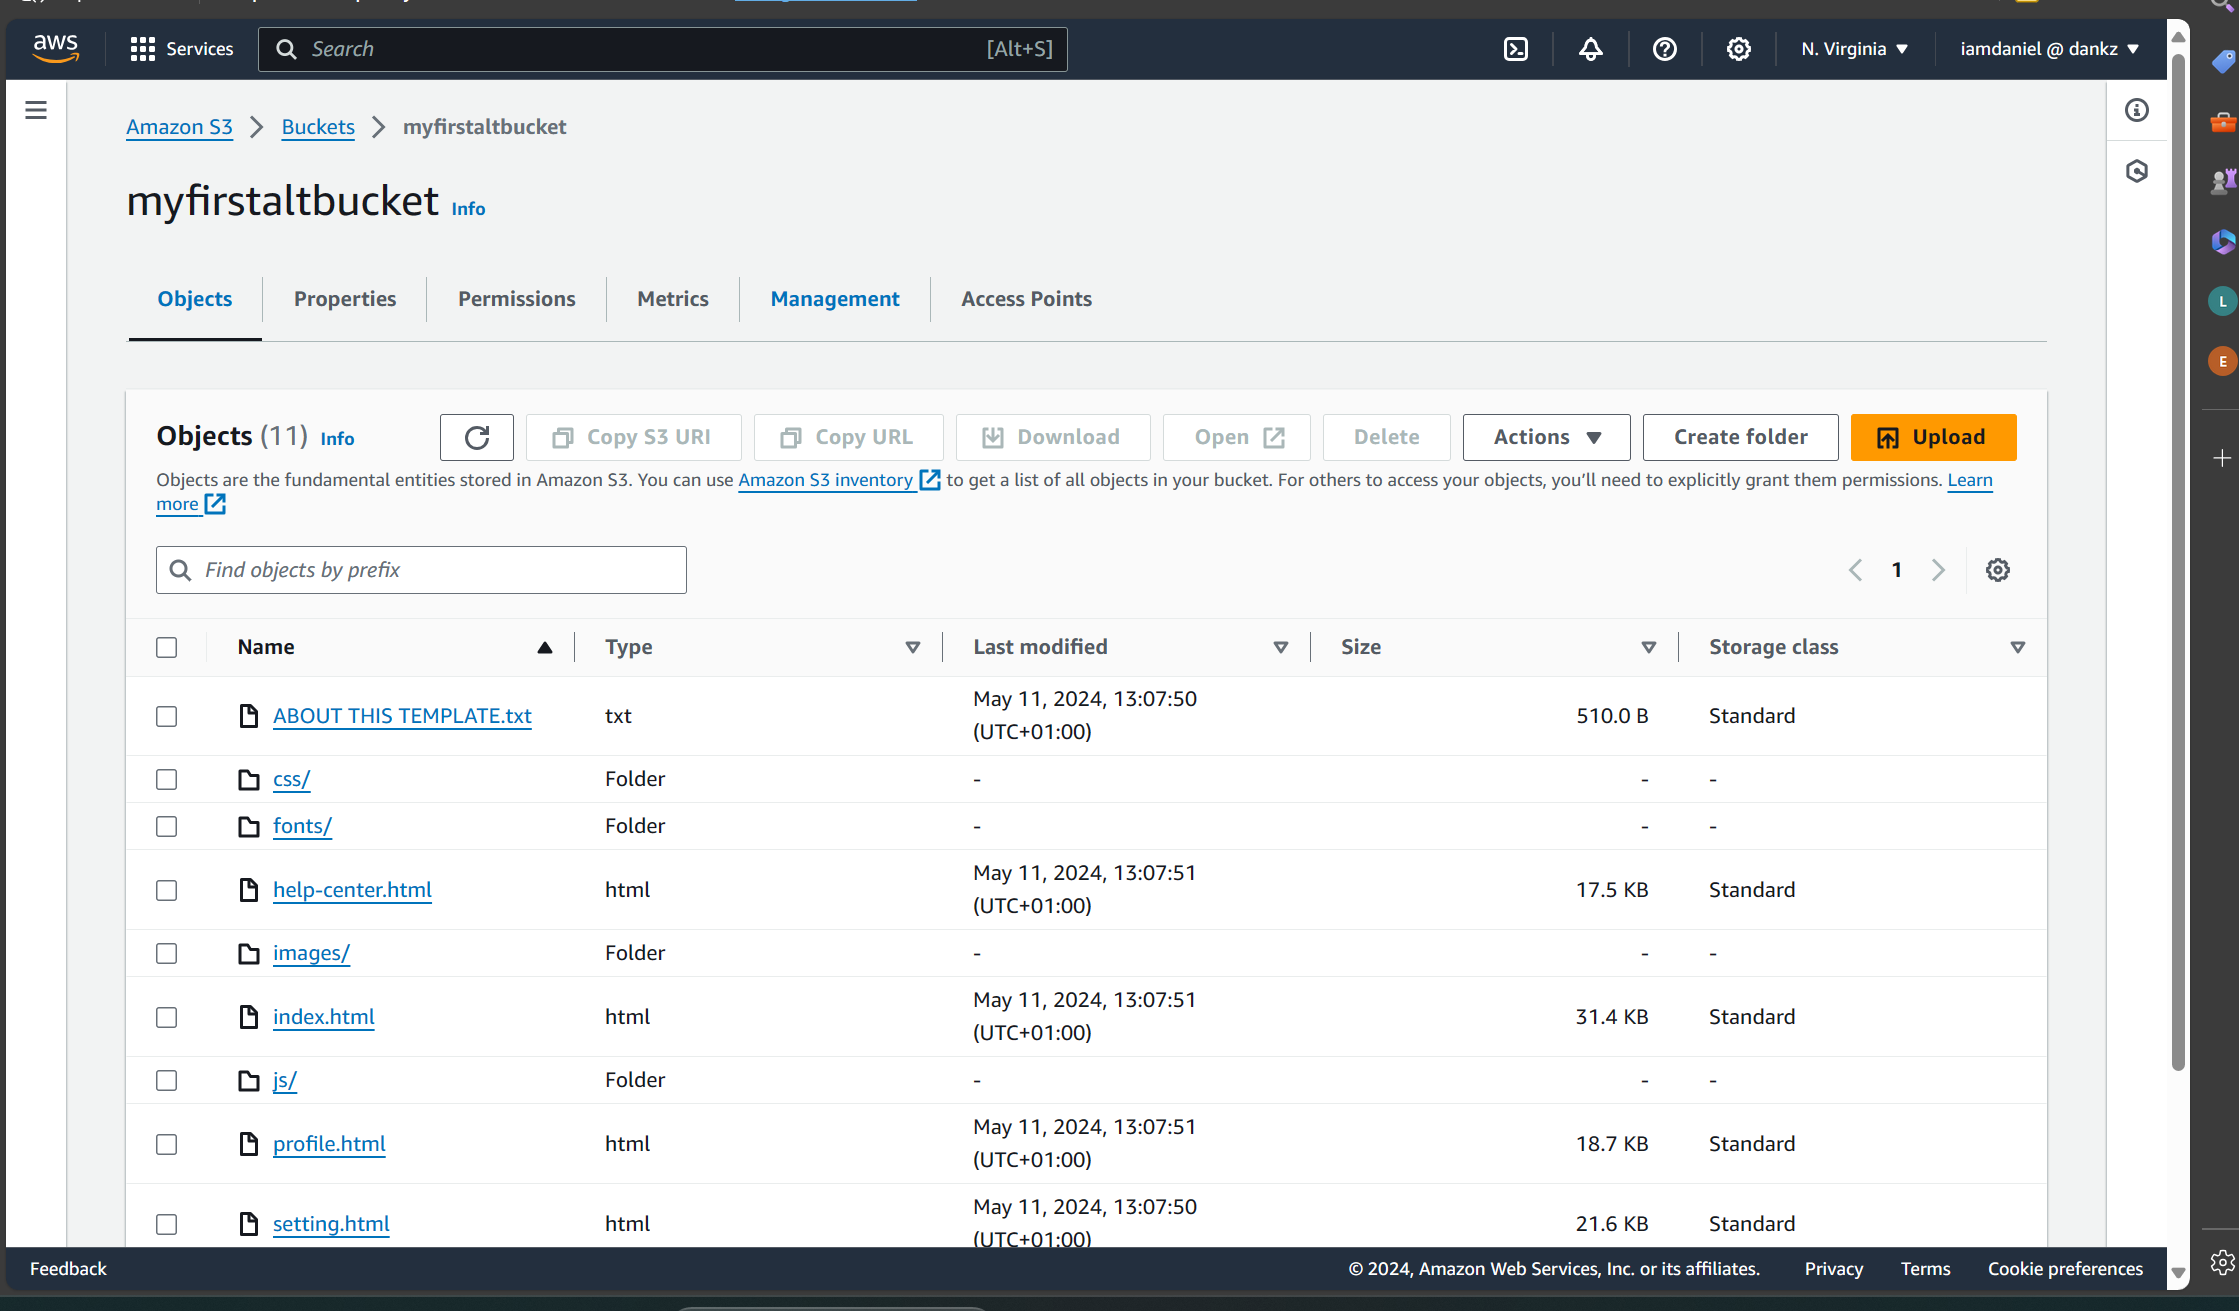 aws Services Search [Alt+S] N. Virginia iamdaniel @ dankz
Amazon S3 Buckets myfirstaltbucket
myfirstaltbucket Info
Objects Properties Permissions Metrics Management Access Points
Objects (11) Info Copy S3 URI Copy URL Download Open Delete Actions Create folder Upload
Objects are the fundamental entities stored in Amazon S3. You can use Amazon S3 inventory to get a list of all objects in your bucket. For others to access your objects, you'll need to explicitly grant them permissions. Learn
more
Find objects by prefix 1
Name Type Last modified Size Storage class
ABOUT THIS TEMPLATE.txt txt May 11, 2024, 13:07:50 (UTC+01:00) 510.0 B Standard
css/ Folder - - -
fonts/ Folder - - -
help-center.html html May 11, 2024, 13:07:51 (UTC+01:00) 17.5 KB Standard
images/ Folder - - -
index.html html May 11, 2024, 13:07:51 (UTC+01:00) 31.4 KB Standard
js/ Folder - - -
profile.html html May 11, 2024, 13:07:51 (UTC+01:00) 18.7 KB Standard
setting.html html May 11, 2024, 13:07:50 (UTC+01:00) 21.6 KB Standard
Feedback © 2024, Amazon Web Services, Inc. or its affiliates. Privacy Terms Cookie preferences
L
E